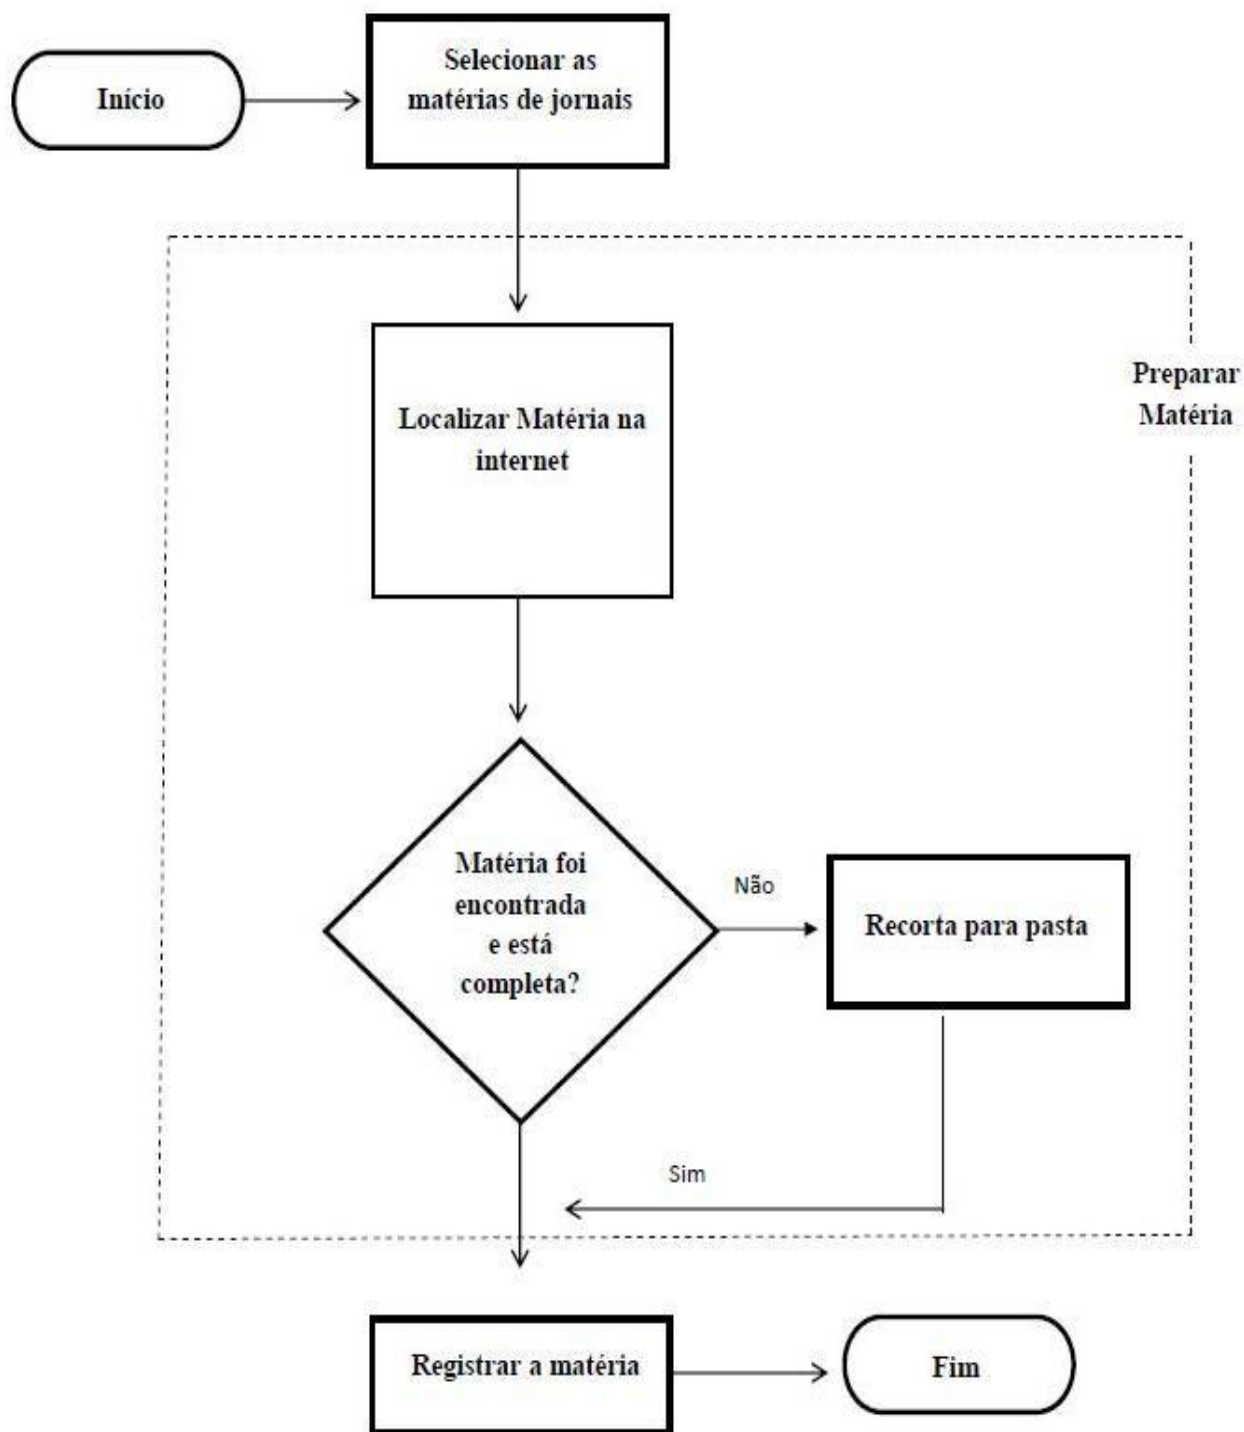 Início
Selecionar as
matérias de jornais
Localizar Matéria na
internet
Preparar
Matéria
Matéria foi
encontrada
e está
completa?
Não
Recorta para pasta
Sim
Registrar a matéria
Fim